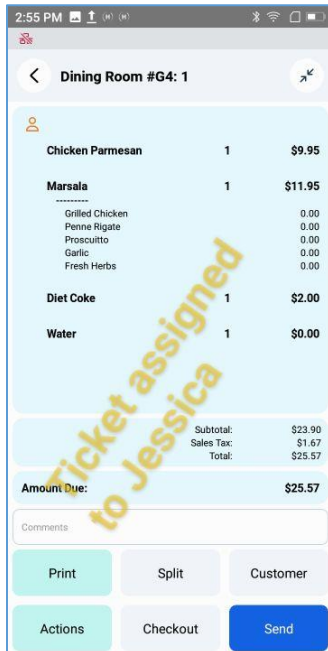 2:55 PM
Dining Room #G4: 1
Chicken Parmesan 1 $9.95
Marsala 1 $11.95
---------
Grilled Chicken 0.00
Penne Rigate 0.00
Proscuitto 0.00
Garlic 0.00
Fresh Herbs 0.00
Diet Coke 1 $2.00
Water 1 $0.00
Ticket assigned
to Jessica
Subtotal: $23.90
Sales Tax: $1.67
Total: $25.57
Amount Due: $25.57
Comments
Print Split Customer
Actions Checkout Send